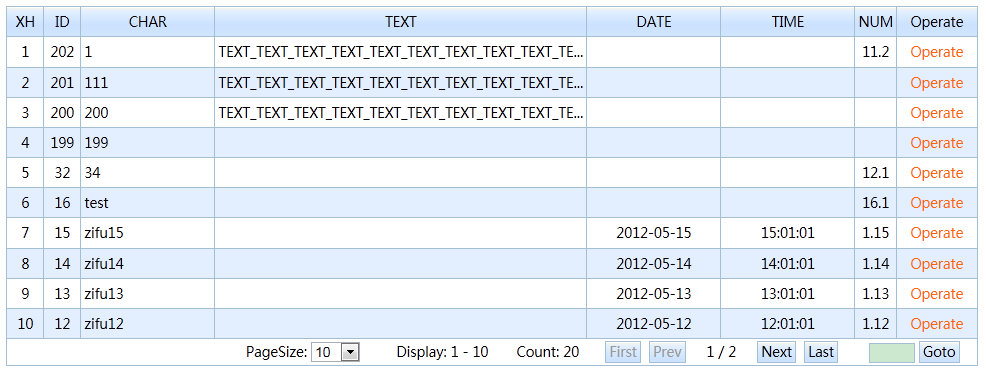 XH ID CHAR TEXT DATE TIME NUM Operate
1 202 1 TEXT_TEXT_TEXT_TEXT_TEXT_TEXT_TEXT_TEXT_TEXT_TE... 11.2 Operate
2 201 111 TEXT_TEXT_TEXT_TEXT_TEXT_TEXT_TEXT_TEXT_TEXT_TE... Operate
3 200 200 TEXT_TEXT_TEXT_TEXT_TEXT_TEXT_TEXT_TEXT_TEXT_TE... Operate
4 199 199 Operate
5 32 34 12.1 Operate
6 16 test 16.1 Operate
7 15 zifu15 2012-05-15 15:01:01 1.15 Operate
8 14 zifu14 2012-05-14 14:01:01 1.14 Operate
9 13 zifu13 2012-05-13 13:01:01 1.13 Operate
10 12 zifu12 2012-05-12 12:01:01 1.12 Operate
PageSize: 10 Display: 1 - 10 Count: 20 First Prev 1 / 2 Next Last Goto